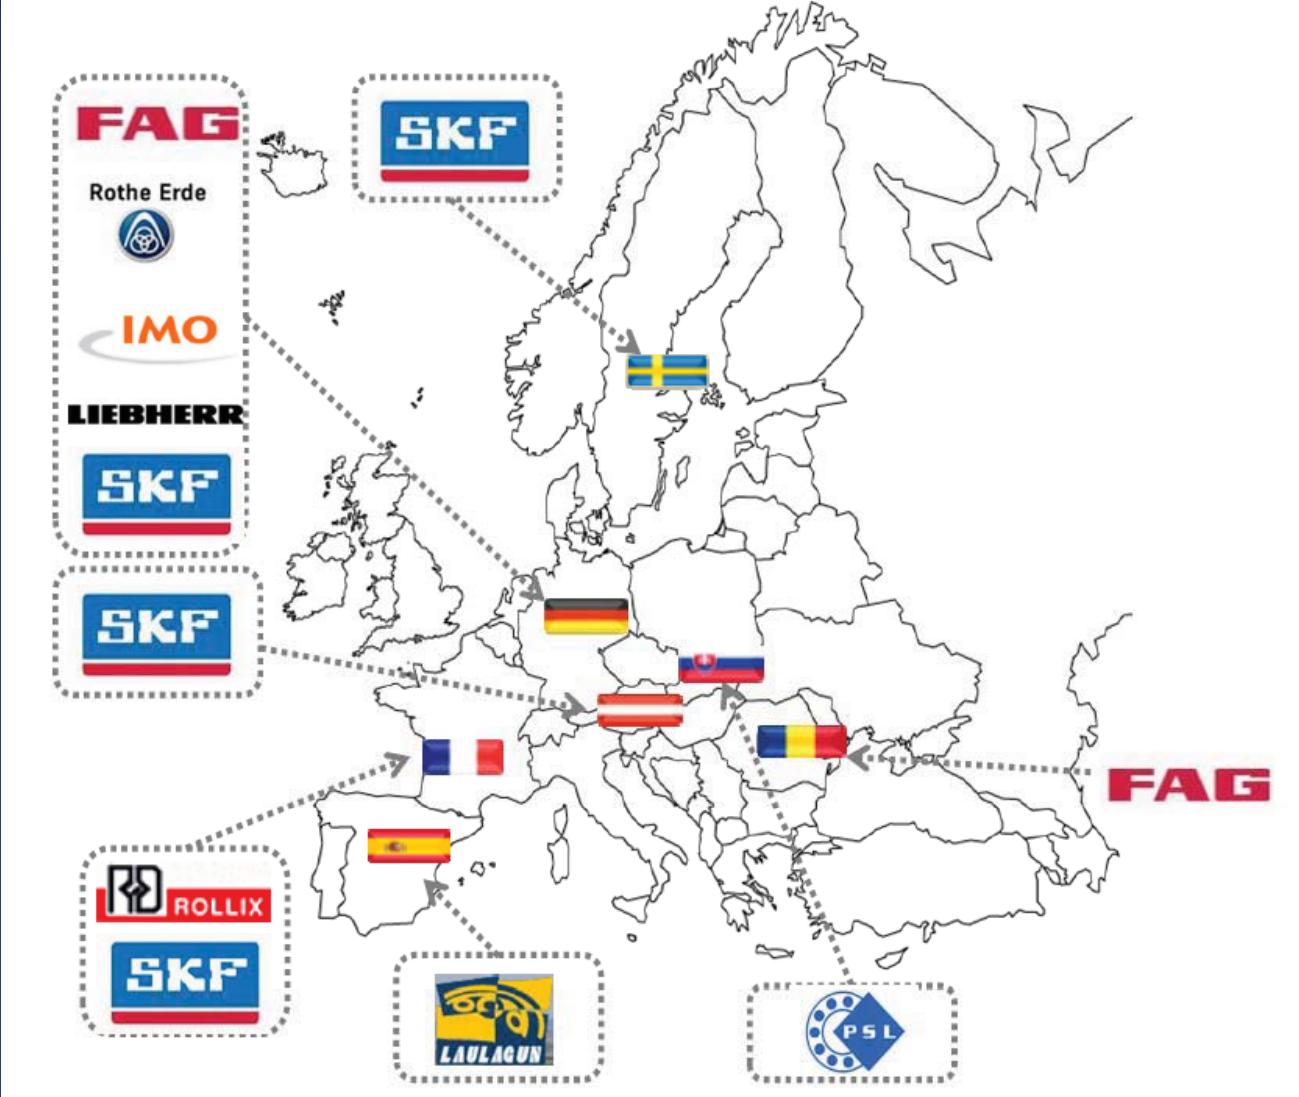 FAG
Rothe Erde
IMO
LIEBHERR
SKF
SKF
SKF
FAG
ROLLIX
SKF
LAULAGUN
PSL